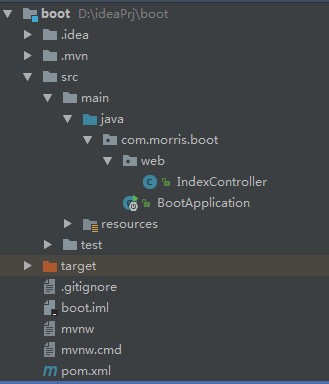 boot D:\ideaPrj\boot
.idea
.mvn
src
main
java
com.morris.boot
web
IndexController
BootApplication
resources
test
target
.gitignore
boot.iml
mvnw
mvnw.cmd
pom.xml